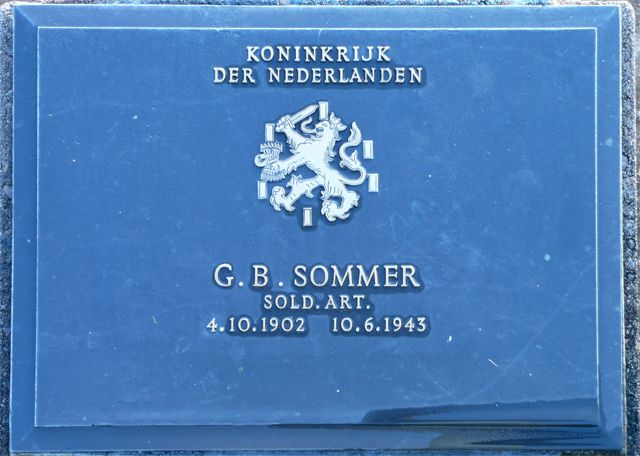 KONINKRIJK
DER NEDERLANDEN
G. B. SOMMER
SOLD. ART.
4.10.1902 10.6.1943